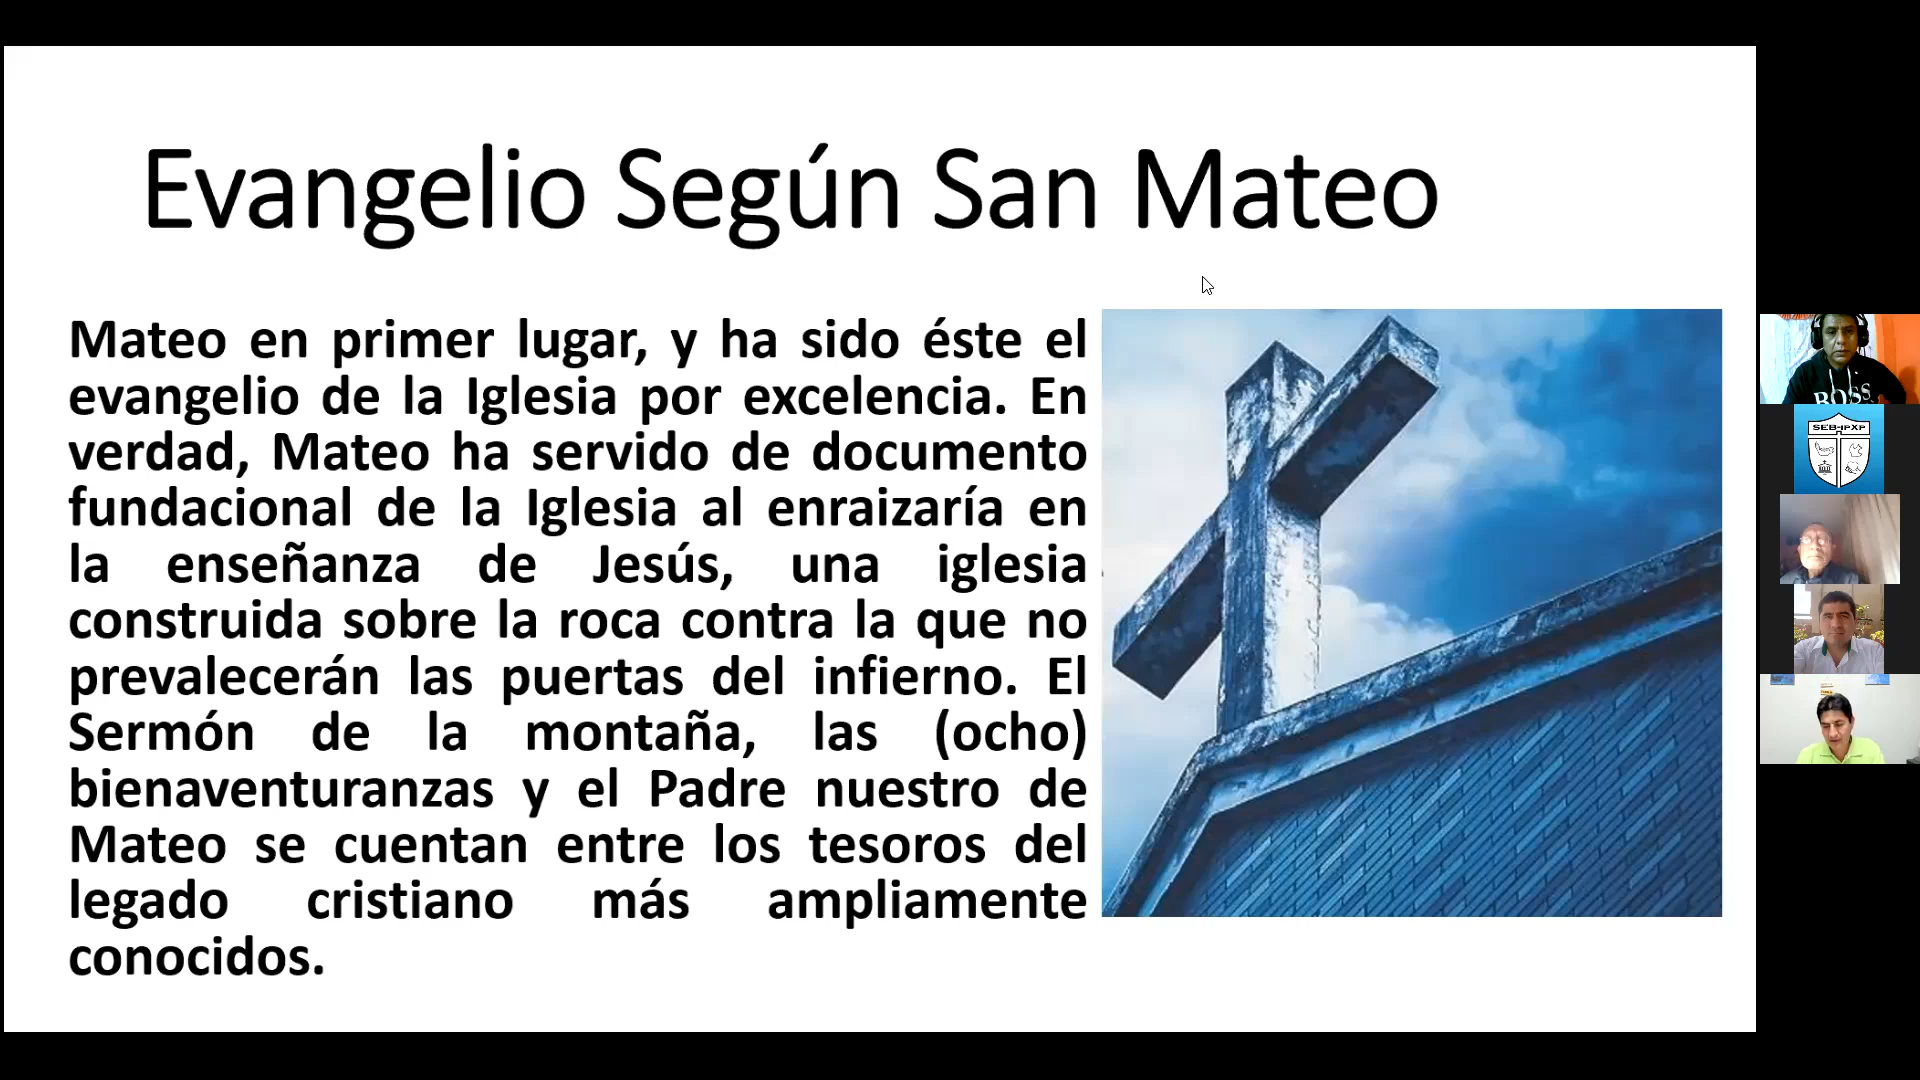 Evangelio Según San Mateo
Mateo en primer lugar, y ha sido éste el
evangelio de la Iglesia por excelencia. En
verdad, Mateo ha servido de documento
fundacional de la Iglesia al enraizaría en
la enseñanza de Jesús, una iglesia
construida sobre la roca contra la que no
prevalecerán las puertas del infierno. El
Sermón de la montaña, las (ocho)
bienaventuranzas y el Padre nuestro de
Mateo se cuentan entre los tesoros del
legado cristiano más ampliamente
conocidos.
BOSS
SEB-IPXP